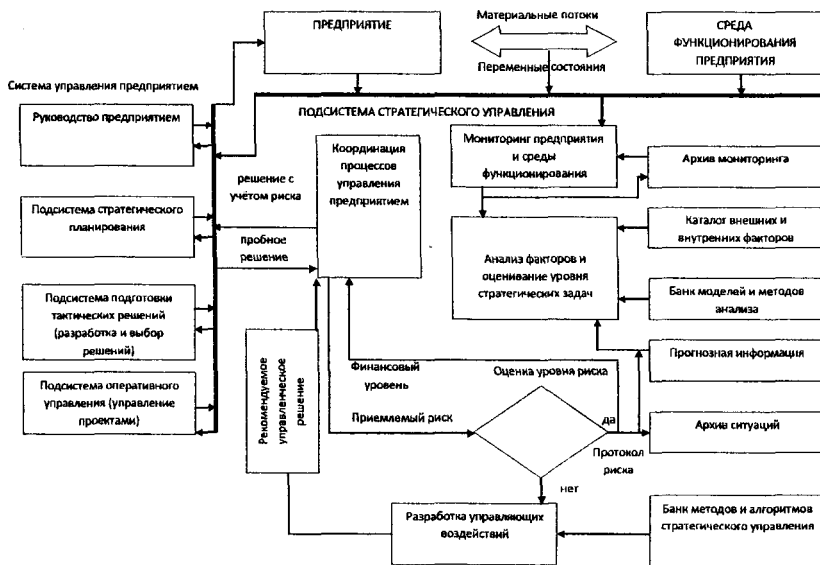 ПРЕДПРИЯТИЕ
Материальные потоки
Переменные состояния
СРЕДА
ФУНКЦИОНИРОВАНИЯ
ПРЕДПРИЯТИЯ
Система управления предприятием
ПОДСИСТЕМА СТРАТЕГИЧЕСКОГО УПРАВЛЕНИЯ
Руководство предприятием
Подсистема стратегического
планирования
Подсистема подготовки
тактических решений
(разработка и выбор
решений)
Подсистема оперативного
управления (управление
проектами)
решение с
учётом риска
пробное
решение
Координация
процессов
управления
предприятием
Мониторинг предприятия
и среды
функционирования
Архив мониторинга
Анализ факторов и
оценивание уровня
стратегических задач
Каталог внешних и
внутренних факторов
Банк моделей и методов
анализа
Прогнозная информация
Рекомендуемое
управленческое
решение
Финансовый
уровень
Оценка уровня риска
Приемлемый риск
да
Протокол
риска
нет
Архив ситуаций
Разработка управляющих
воздействий
Банк методов и алгоритмов
стратегического управления